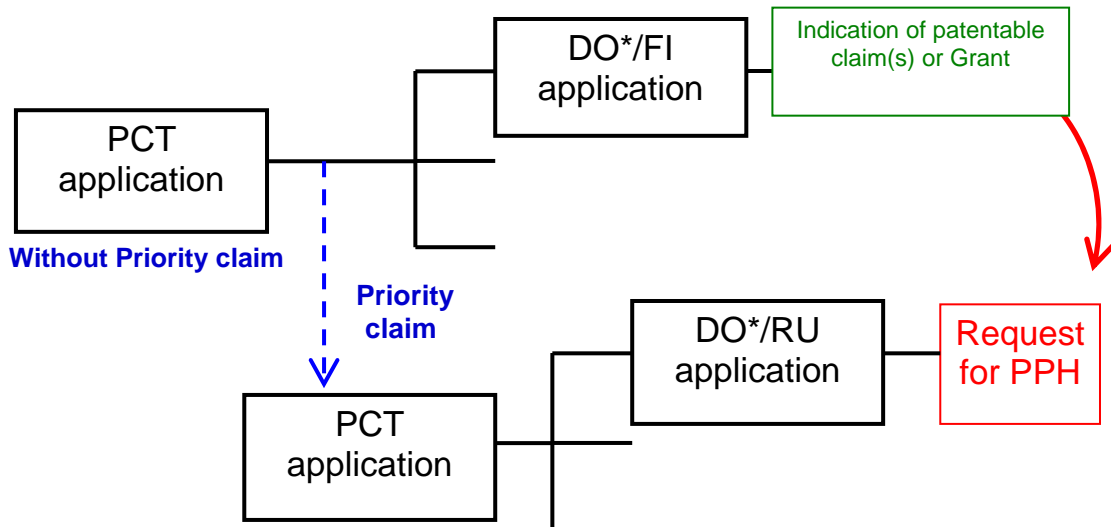 DO*/FI
application
Indication of patentable
claim(s) or Grant
PCT
application
Without Priority claim
Priority
claim
DO*/RU
application
Request
for PPH
PCT
application